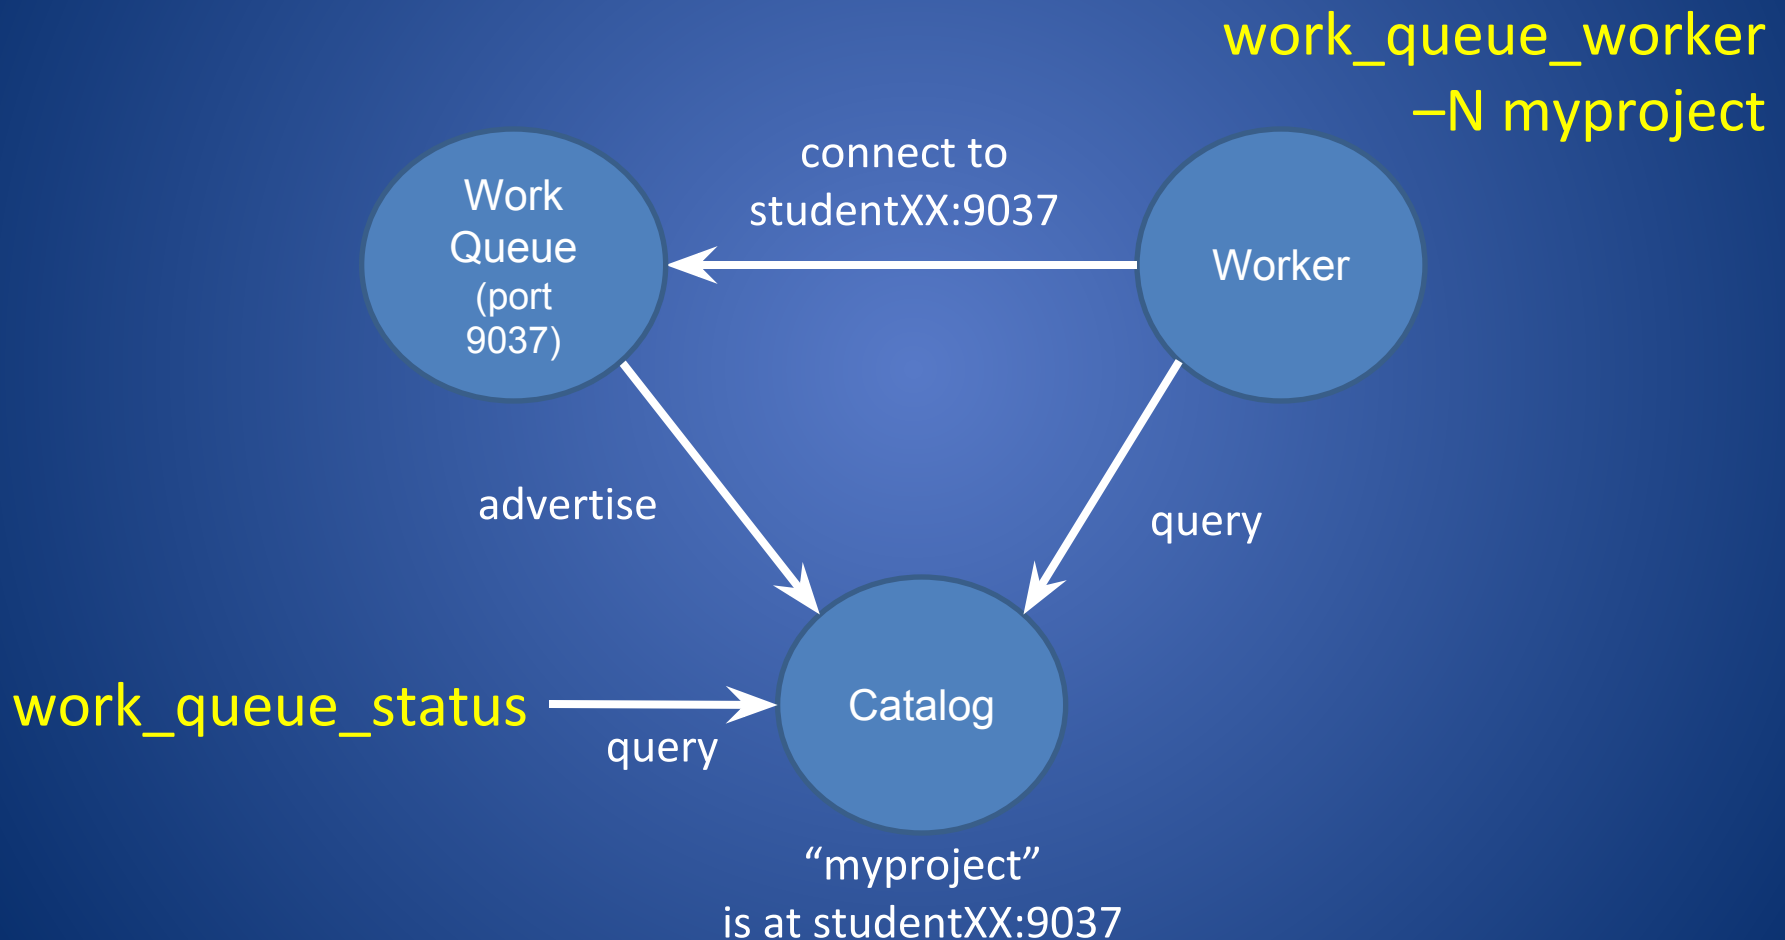 work_queue_worker
–N myproject
connect to
studentXX:9037
Work
Queue
(port
9037)
Worker
advertise
query
work_queue_status
query
Catalog
“myproject”
is at studentXX:9037